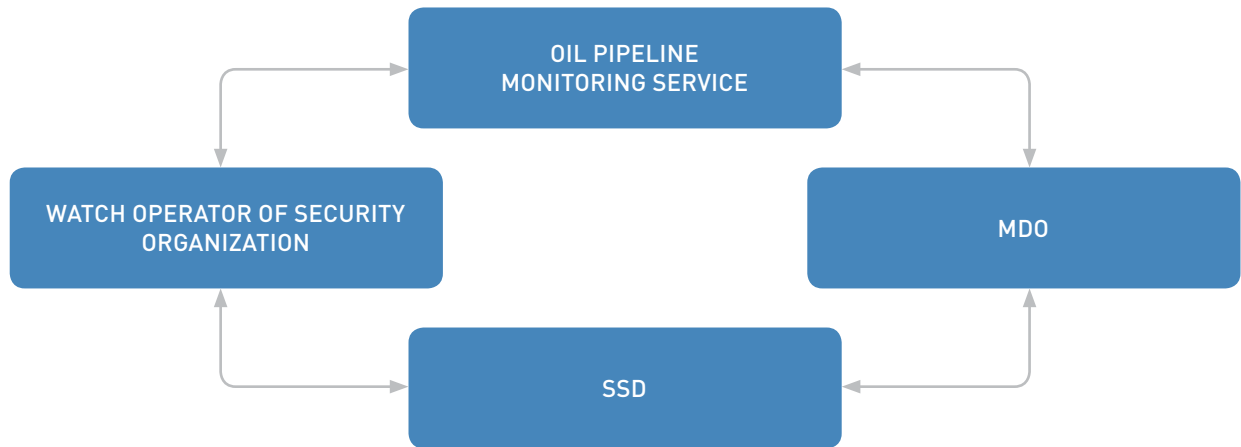 OIL PIPELINE
MONITORING SERVICE
WATCH OPERATOR OF SECURITY
ORGANIZATION
MDO
SSD